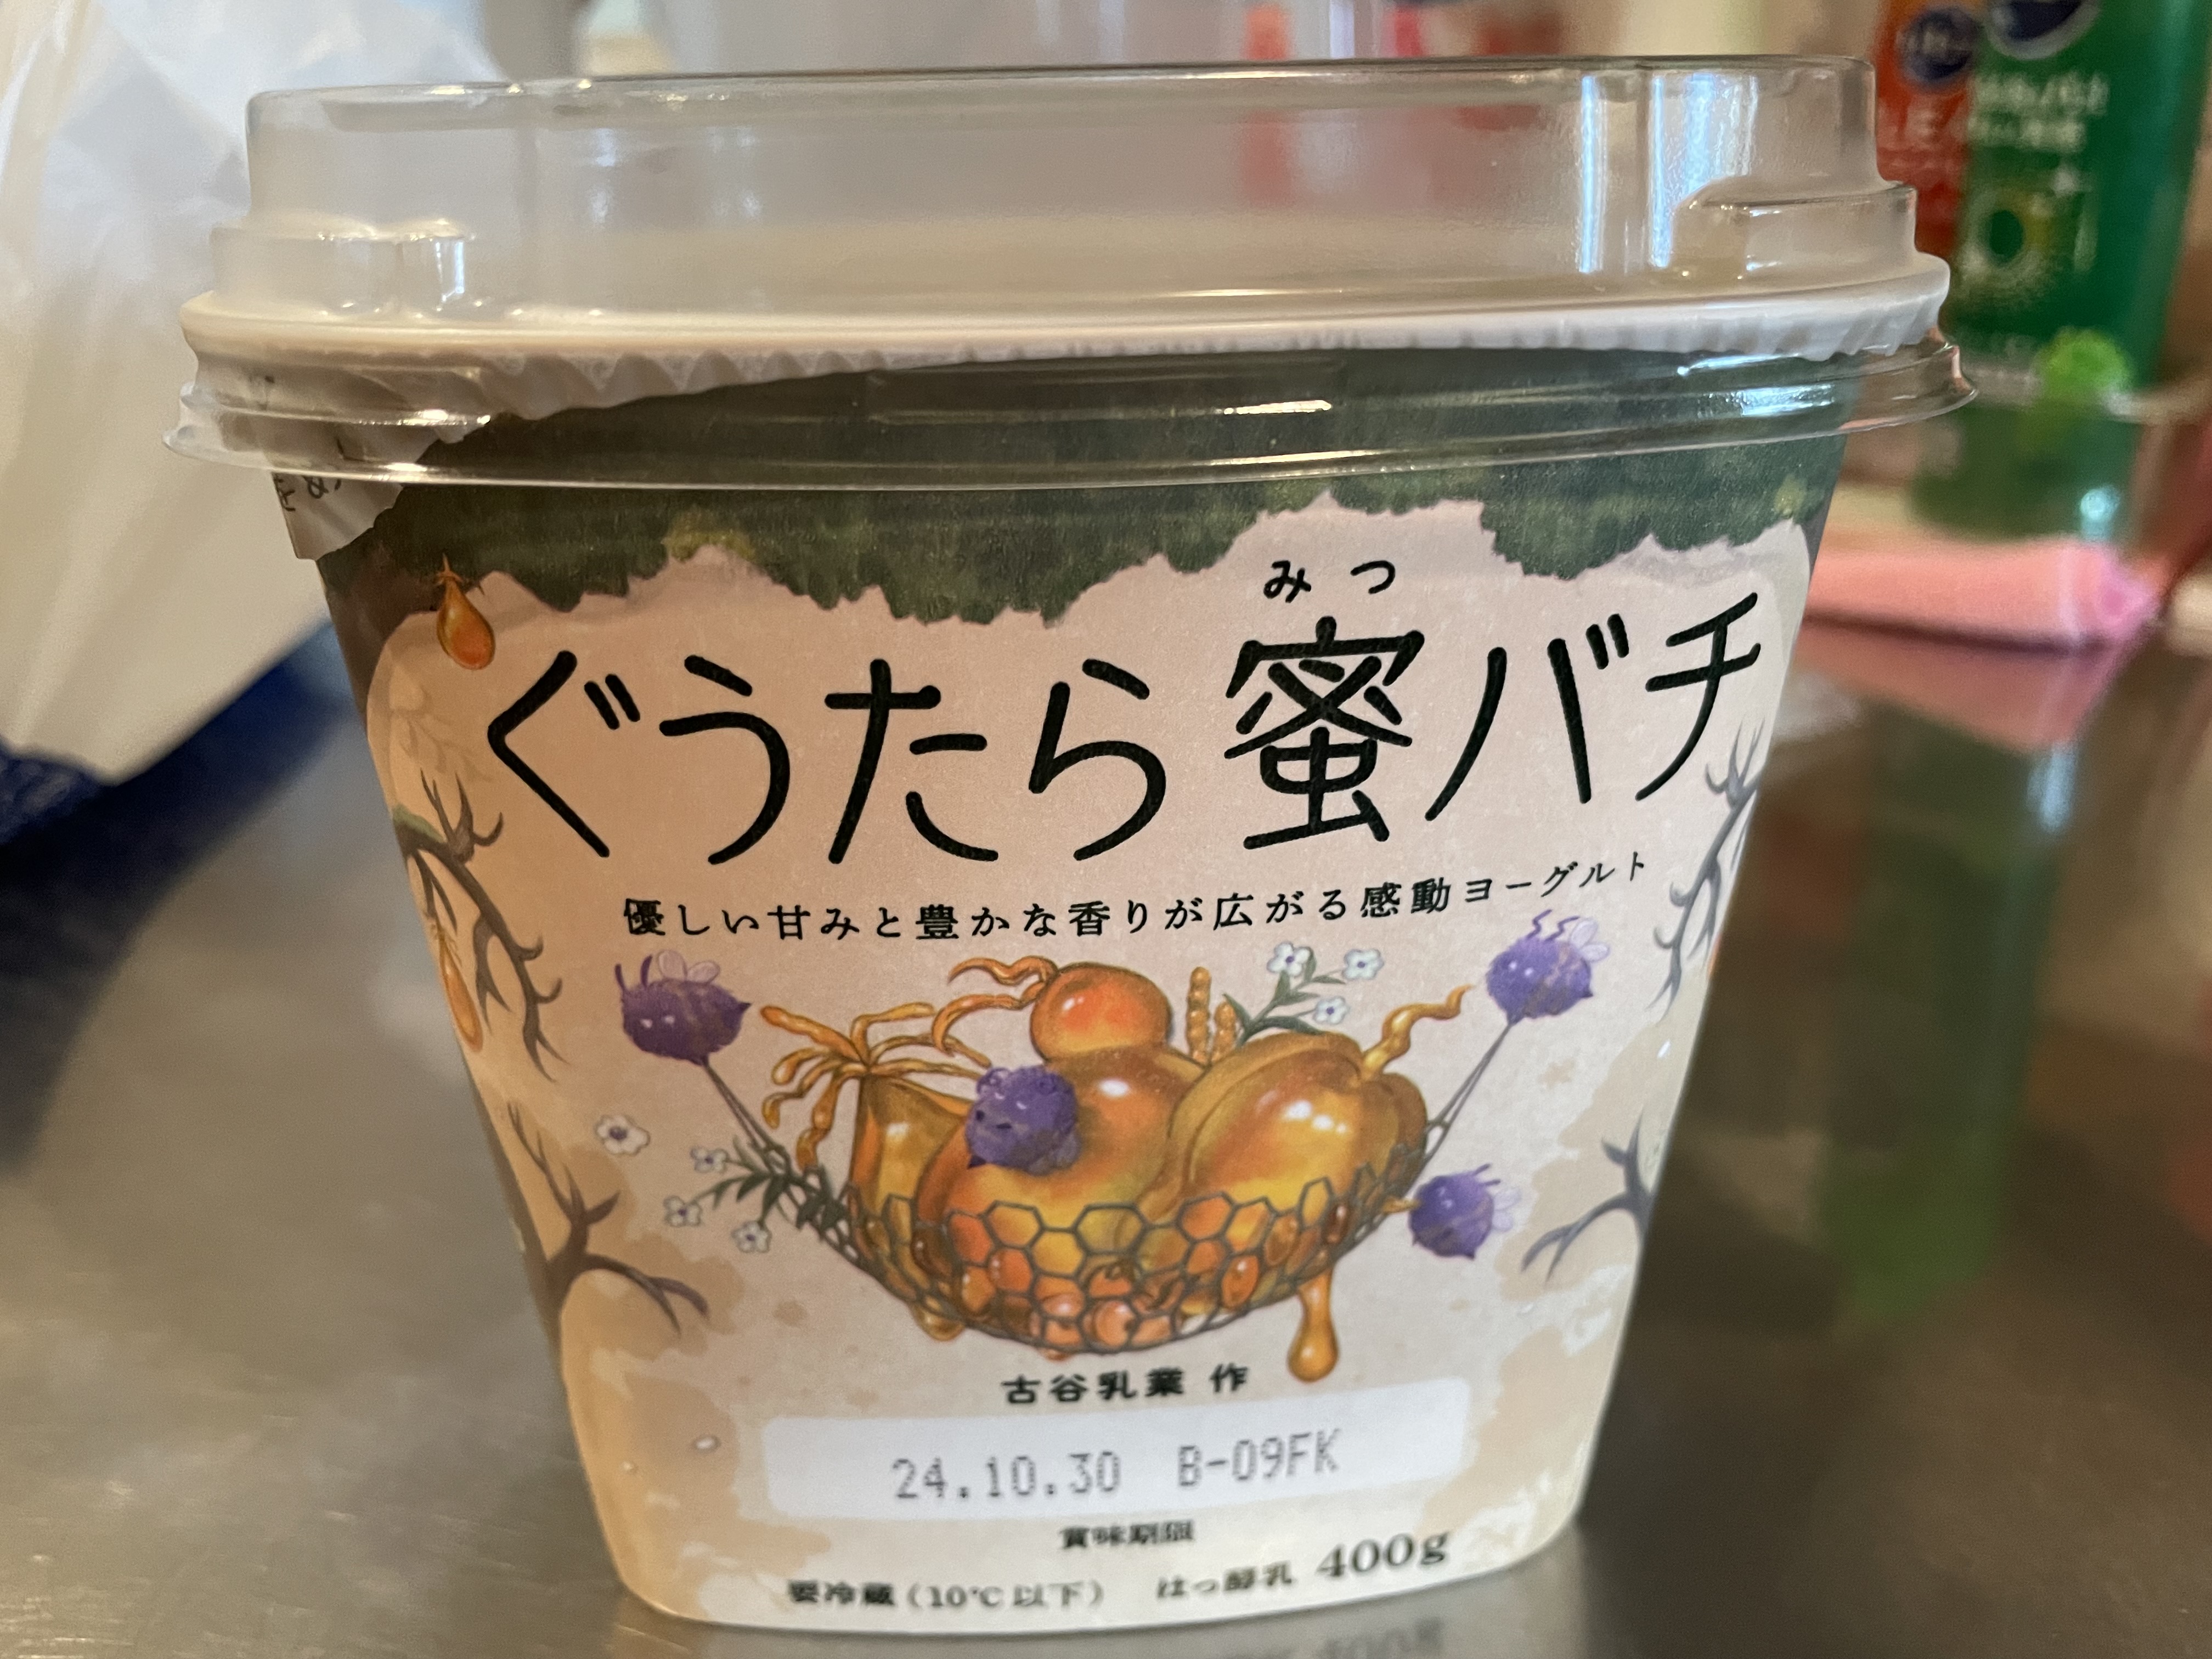 みつ
ぐうたら蜜バチ
優しい甘みと豊かな香りが広がる感動ヨーグルト
古谷乳業 作
24.10.30 B-09FK
賞味期限
要冷蔵(10℃以下) はっ酵乳 400g